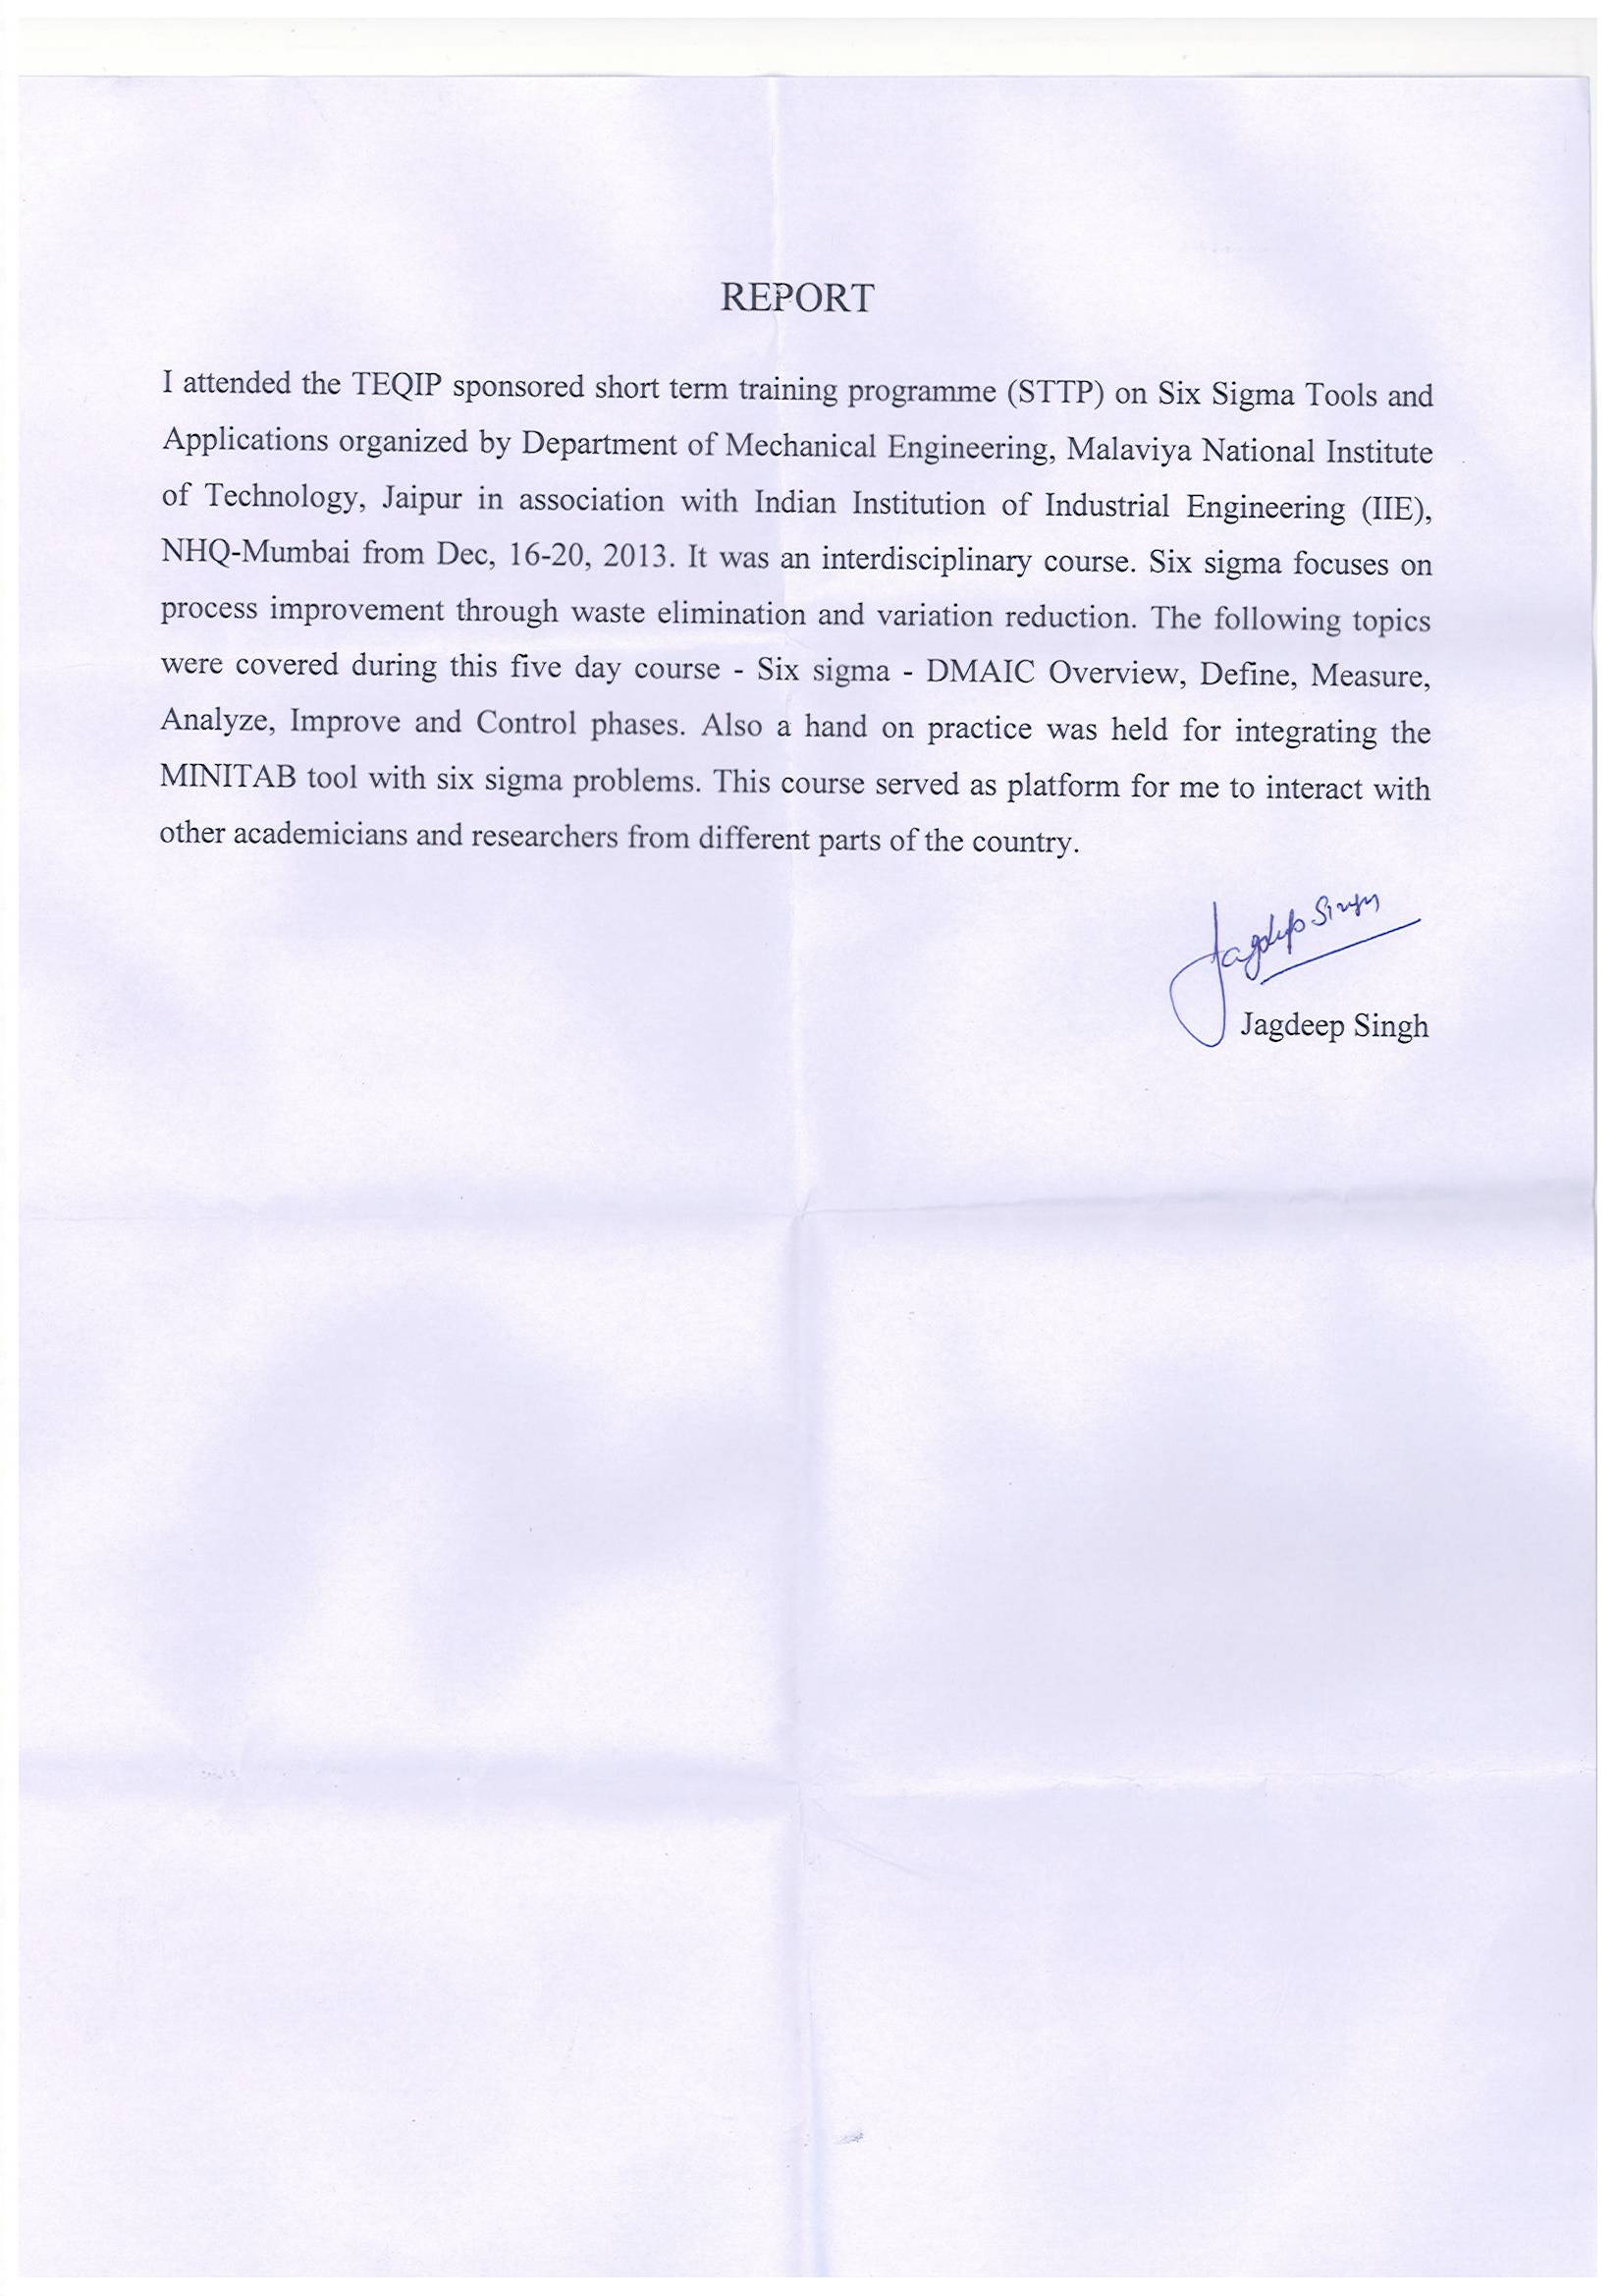 REPORT
I attended the TEQIP sponsored short term training programme (STTP) on Six Sigma Tools and
Applications organized by Department of Mechanical Engineering, Malaviya National Institute
of Technology, Jaipur in association with Indian Institution of Industrial Engineering (IIE),
NHQ-Mumbai from Dec, 16-20, 2013. It was an interdisciplinary course. Six sigma focuses on
process improvement through waste elimination and variation reduction. The following topics
were covered during this five day course - Six sigma - DMAIC Overview, Define, Measure,
Analyze, Improve and Control phases. Also a hand on practice was held for integrating the
MINITAB tool with six sigma problems. This course served as platform for me to interact with
other academicians and researchers from different parts of the country.
Jagdeep Singh
Jagdeep Singh